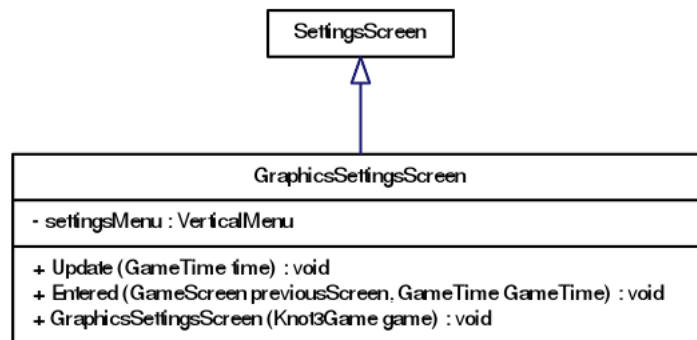 SettingsScreen
GraphicsSettingsScreen
- settingsMenu : VerticalMenu
+ Update (GameTime time) : void
+ Entered (GameScreen previousScreen, GameTime GameTime) : void
+ GraphicsSettingsScreen (Knot3Game game) : void